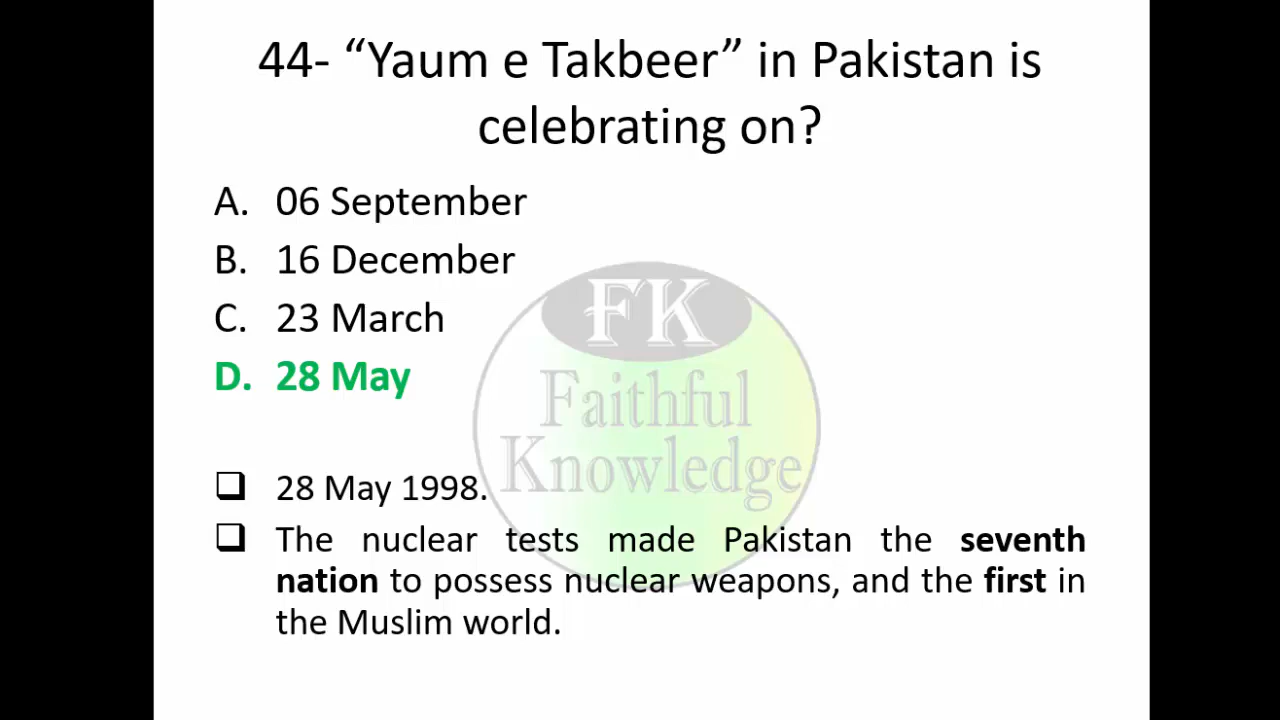 44- “Yaum e Takbeer” in Pakistan is
celebrating on?
A. 06 September
B. 16 December
C. 23 March
D. 28 May
FK
Faithful
Knowledge
❑ 28 May 1998.
❑ The nuclear tests made Pakistan the seventh
nation to possess nuclear weapons, and the first in
the Muslim world.